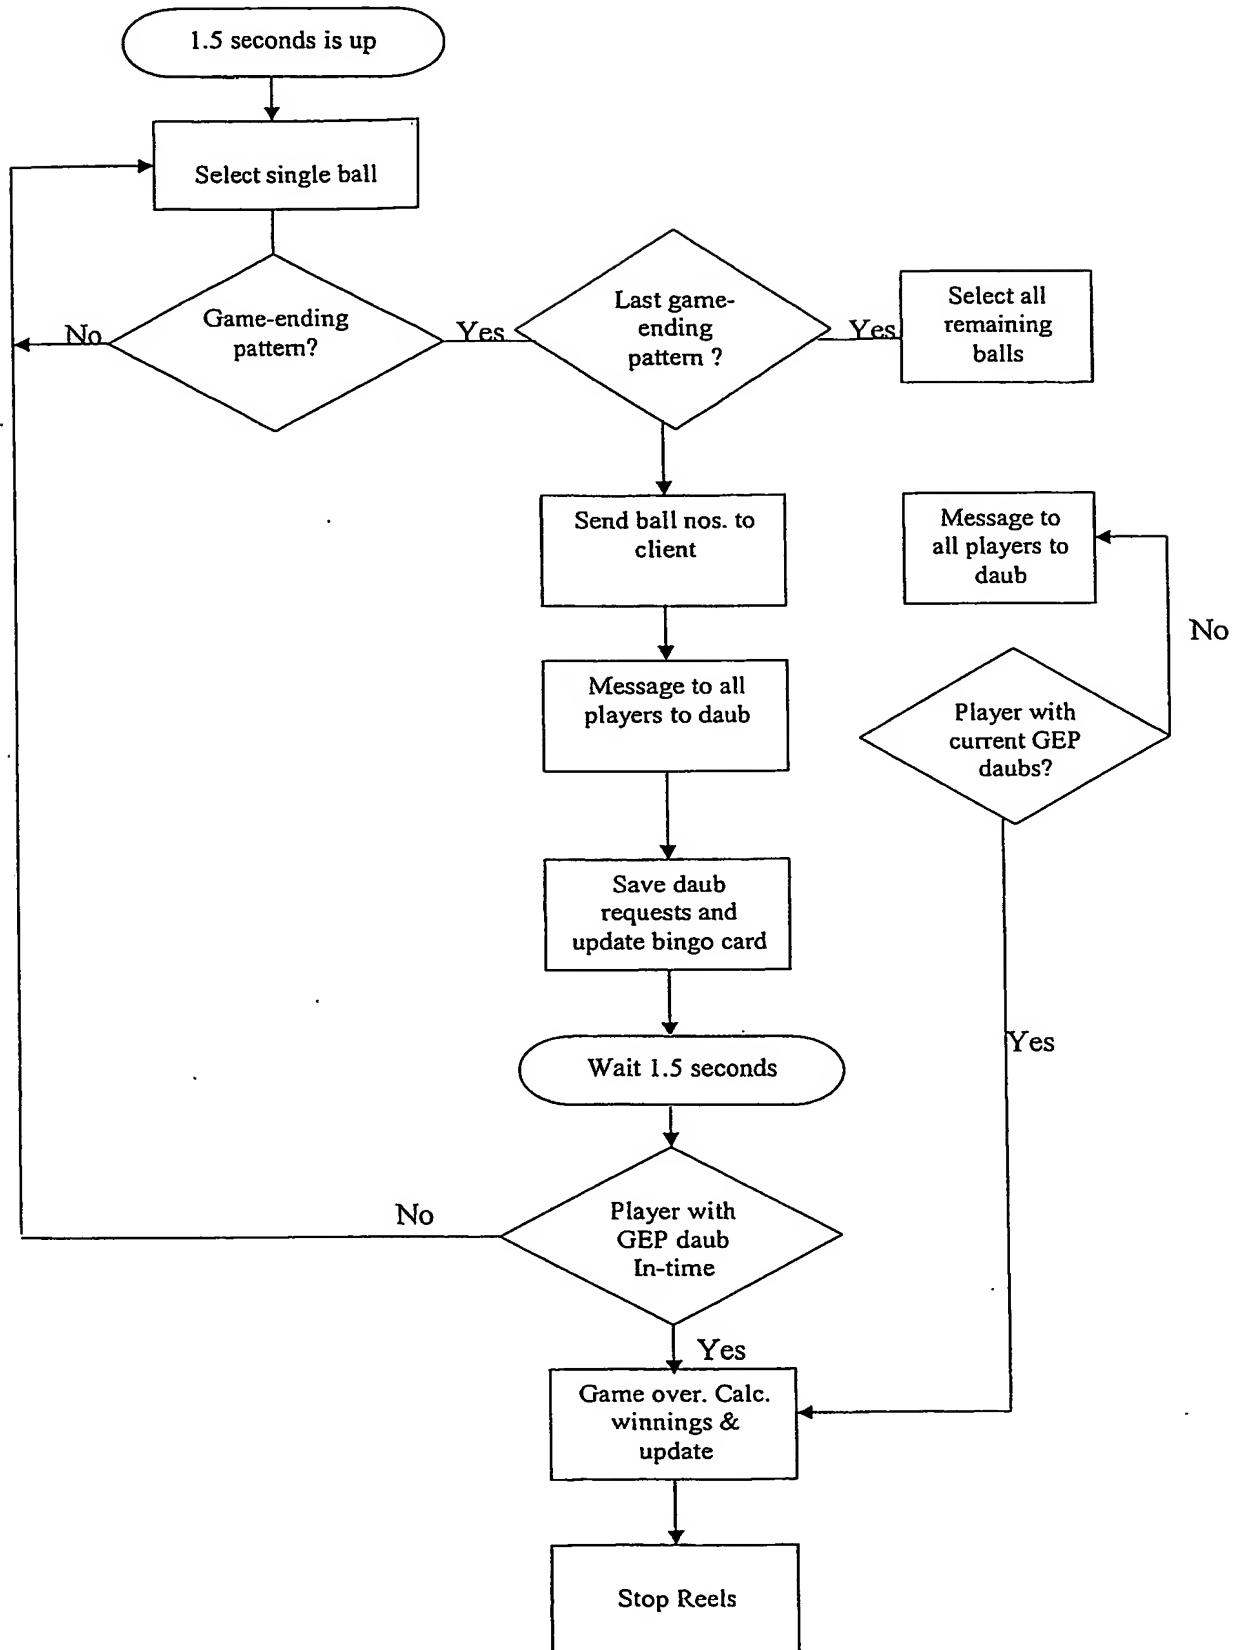 1.5 seconds is up
Select single ball
Game-ending
pattern?
No
Yes
Last game-
ending
pattern ?
Yes
Select all
remaining
balls
Send ball nos. to
client
Message to
all players to
daub
No
Message to all
players to daub
Player with
current GEP
daubs?
Save daub
requests and
update bingo card
Yes
Wait 1.5 seconds
Player with
GEP daub
In-time
No
Yes
Game over. Calc.
winnings &
update
Stop Reels